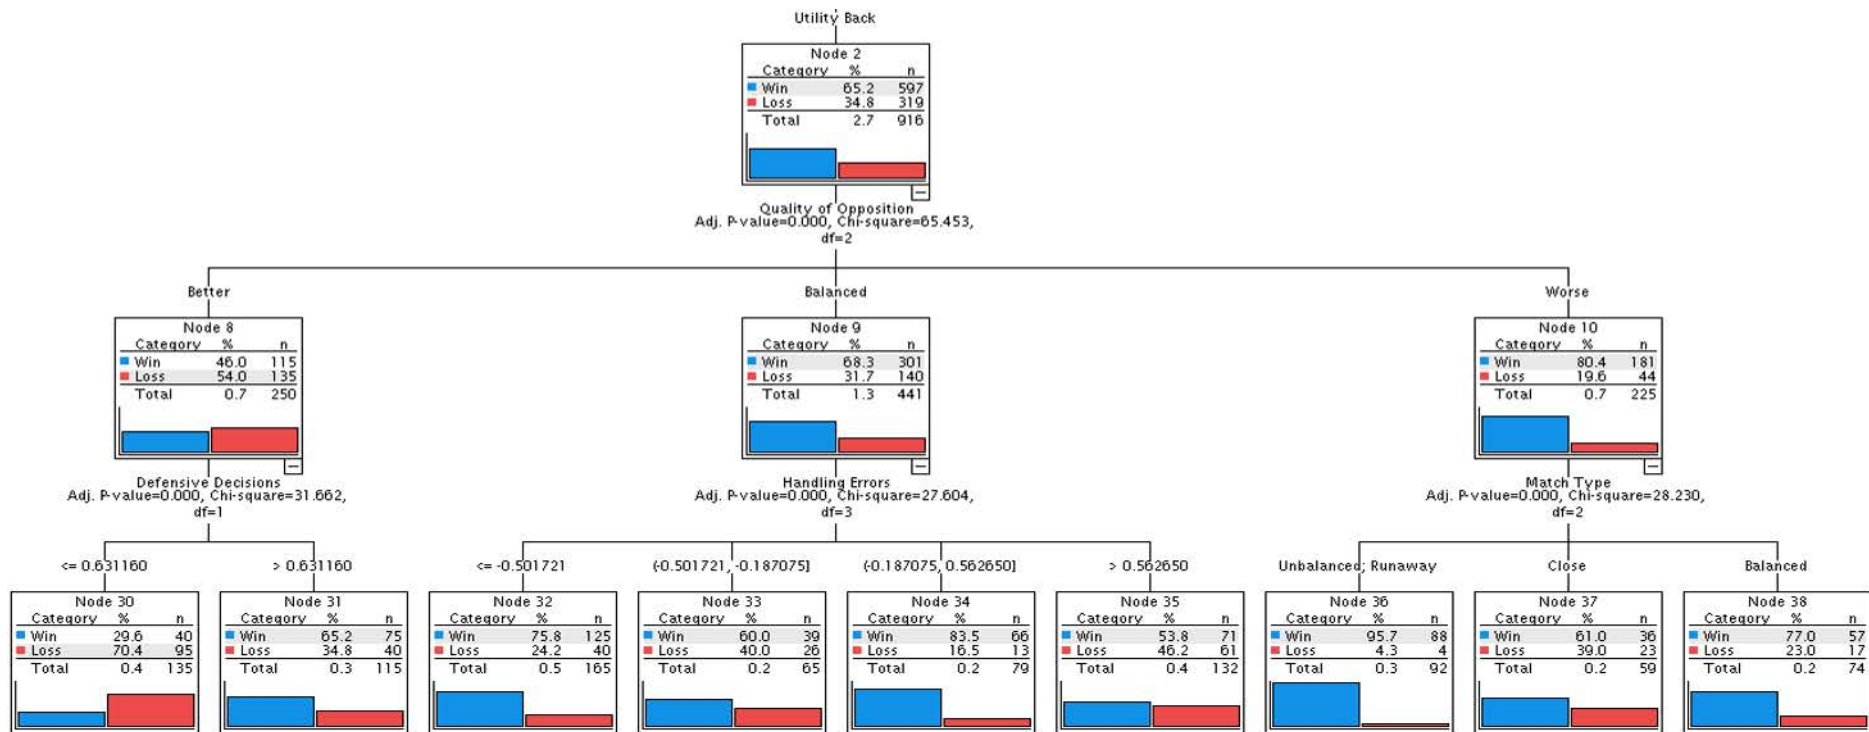 Utility Back
Node 2
Category % n
Win 65.2 597
Loss 34.8 319
Total 2.7 916
Quality of Opposition
Adj. P-value=0.000, Chi-square=65.453,
df=2
Better
Balanced
Worse
Node 8
Category % n
Win 46.0 115
Loss 54.0 135
Total 0.7 250
Defensive Decisions
Adj. P-value=0.000, Chi-square=31.662,
df=1
Node 9
Category % n
Win 68.3 301
Loss 31.7 140
Total 1.3 441
Handling Errors
Adj. P-value=0.000, Chi-square=27.604,
df=3
Node 10
Category % n
Win 80.4 181
Loss 19.6 44
Total 0.7 225
Match Type
Adj. P-value=0.000, Chi-square=28.230,
df=2
<= 0.631160
> 0.631160
<= -0.501721
(-0.501721, -0.187075]
(-0.187075, 0.562650]
> 0.562650
Unbalanced; Runaway
Close
Balanced
Node 30
Category % n
Win 29.6 40
Loss 70.4 95
Total 0.4 135
Node 31
Category % n
Win 65.2 75
Loss 34.8 40
Total 0.3 115
Node 32
Category % n
Win 75.8 125
Loss 24.2 40
Total 0.5 165
Node 33
Category % n
Win 60.0 39
Loss 40.0 26
Total 0.2 65
Node 34
Category % n
Win 83.5 66
Loss 16.5 13
Total 0.2 79
Node 35
Category % n
Win 53.8 71
Loss 46.2 61
Total 0.4 132
Node 36
Category % n
Win 95.7 88
Loss 4.3 4
Total 0.3 92
Node 37
Category % n
Win 61.0 36
Loss 39.0 23
Total 0.2 59
Node 38
Category % n
Win 77.0 57
Loss 23.0 17
Total 0.2 74